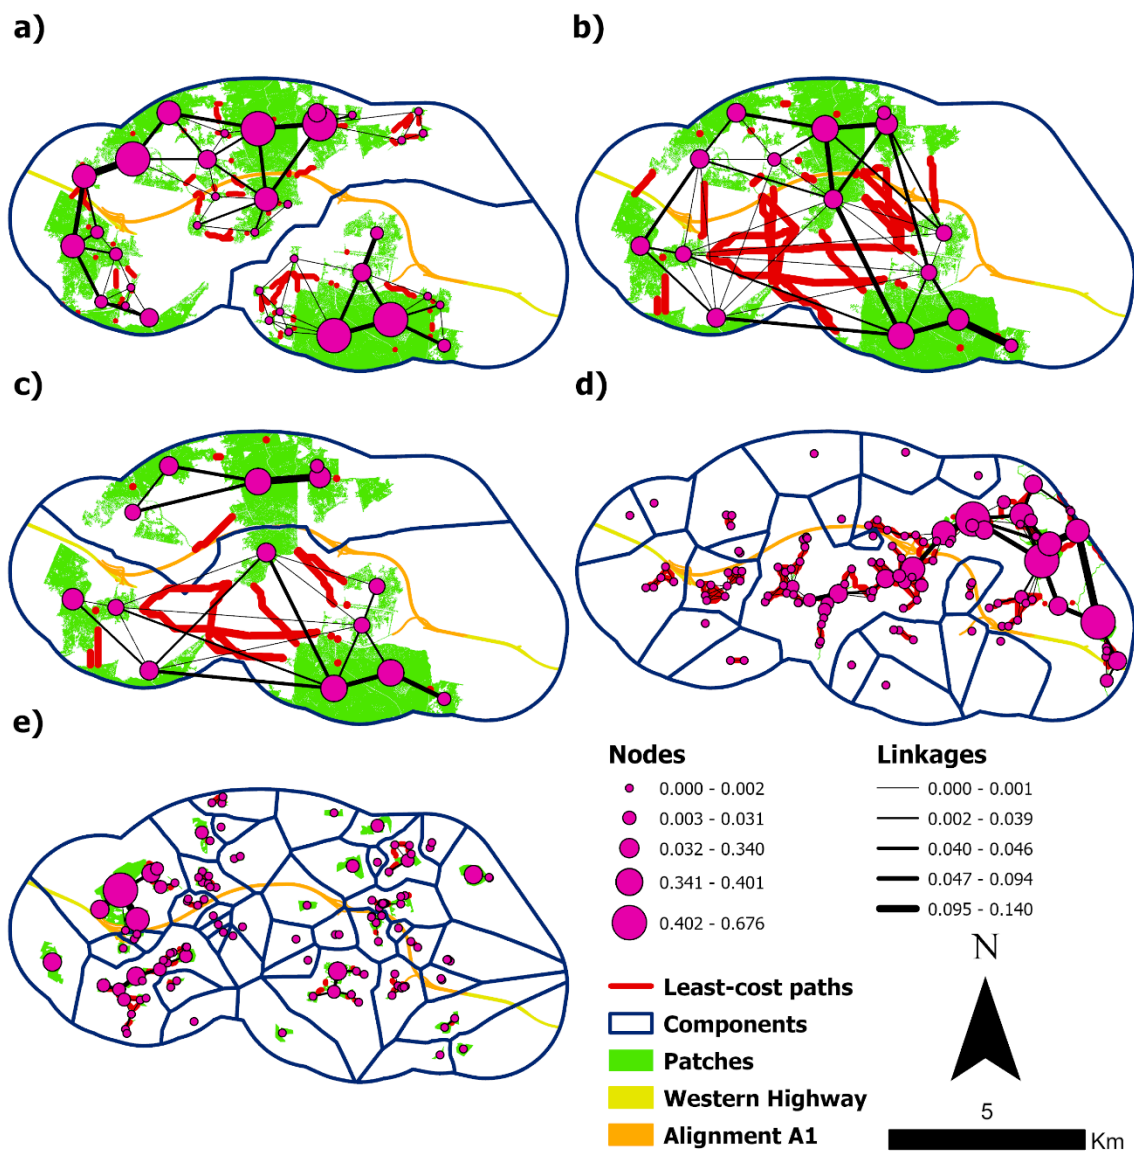 a)
b)
c)
d)
e)
Nodes
0.000 - 0.002
0.003 - 0.031
0.032 - 0.340
0.341 - 0.401
0.402 - 0.676
Linkages
0.000 - 0.001
0.002 - 0.039
0.040 - 0.046
0.047 - 0.094
0.095 - 0.140
Least-cost paths
Components
Patches
Western Highway
Alignment A1
N
5
Km